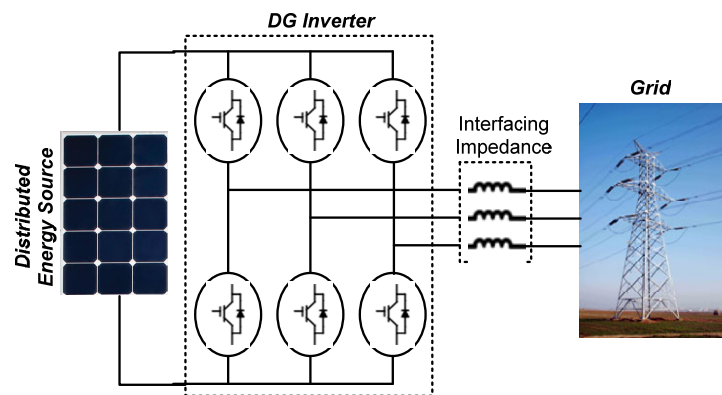 DG Inverter
Grid
Interfacing
Impedance
Distributed
Energy Source